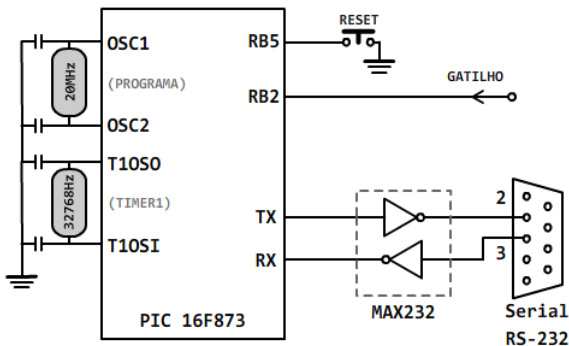 RESET
OSC1
RB5
20MHz
(PROGRAMA)
GATILHO
RB2
OSC2
T1OSO
32768Hz
(TIMER1)
2
TX
T1OSI
RX
3
MAX232
Serial
RS-232
PIC 16F873